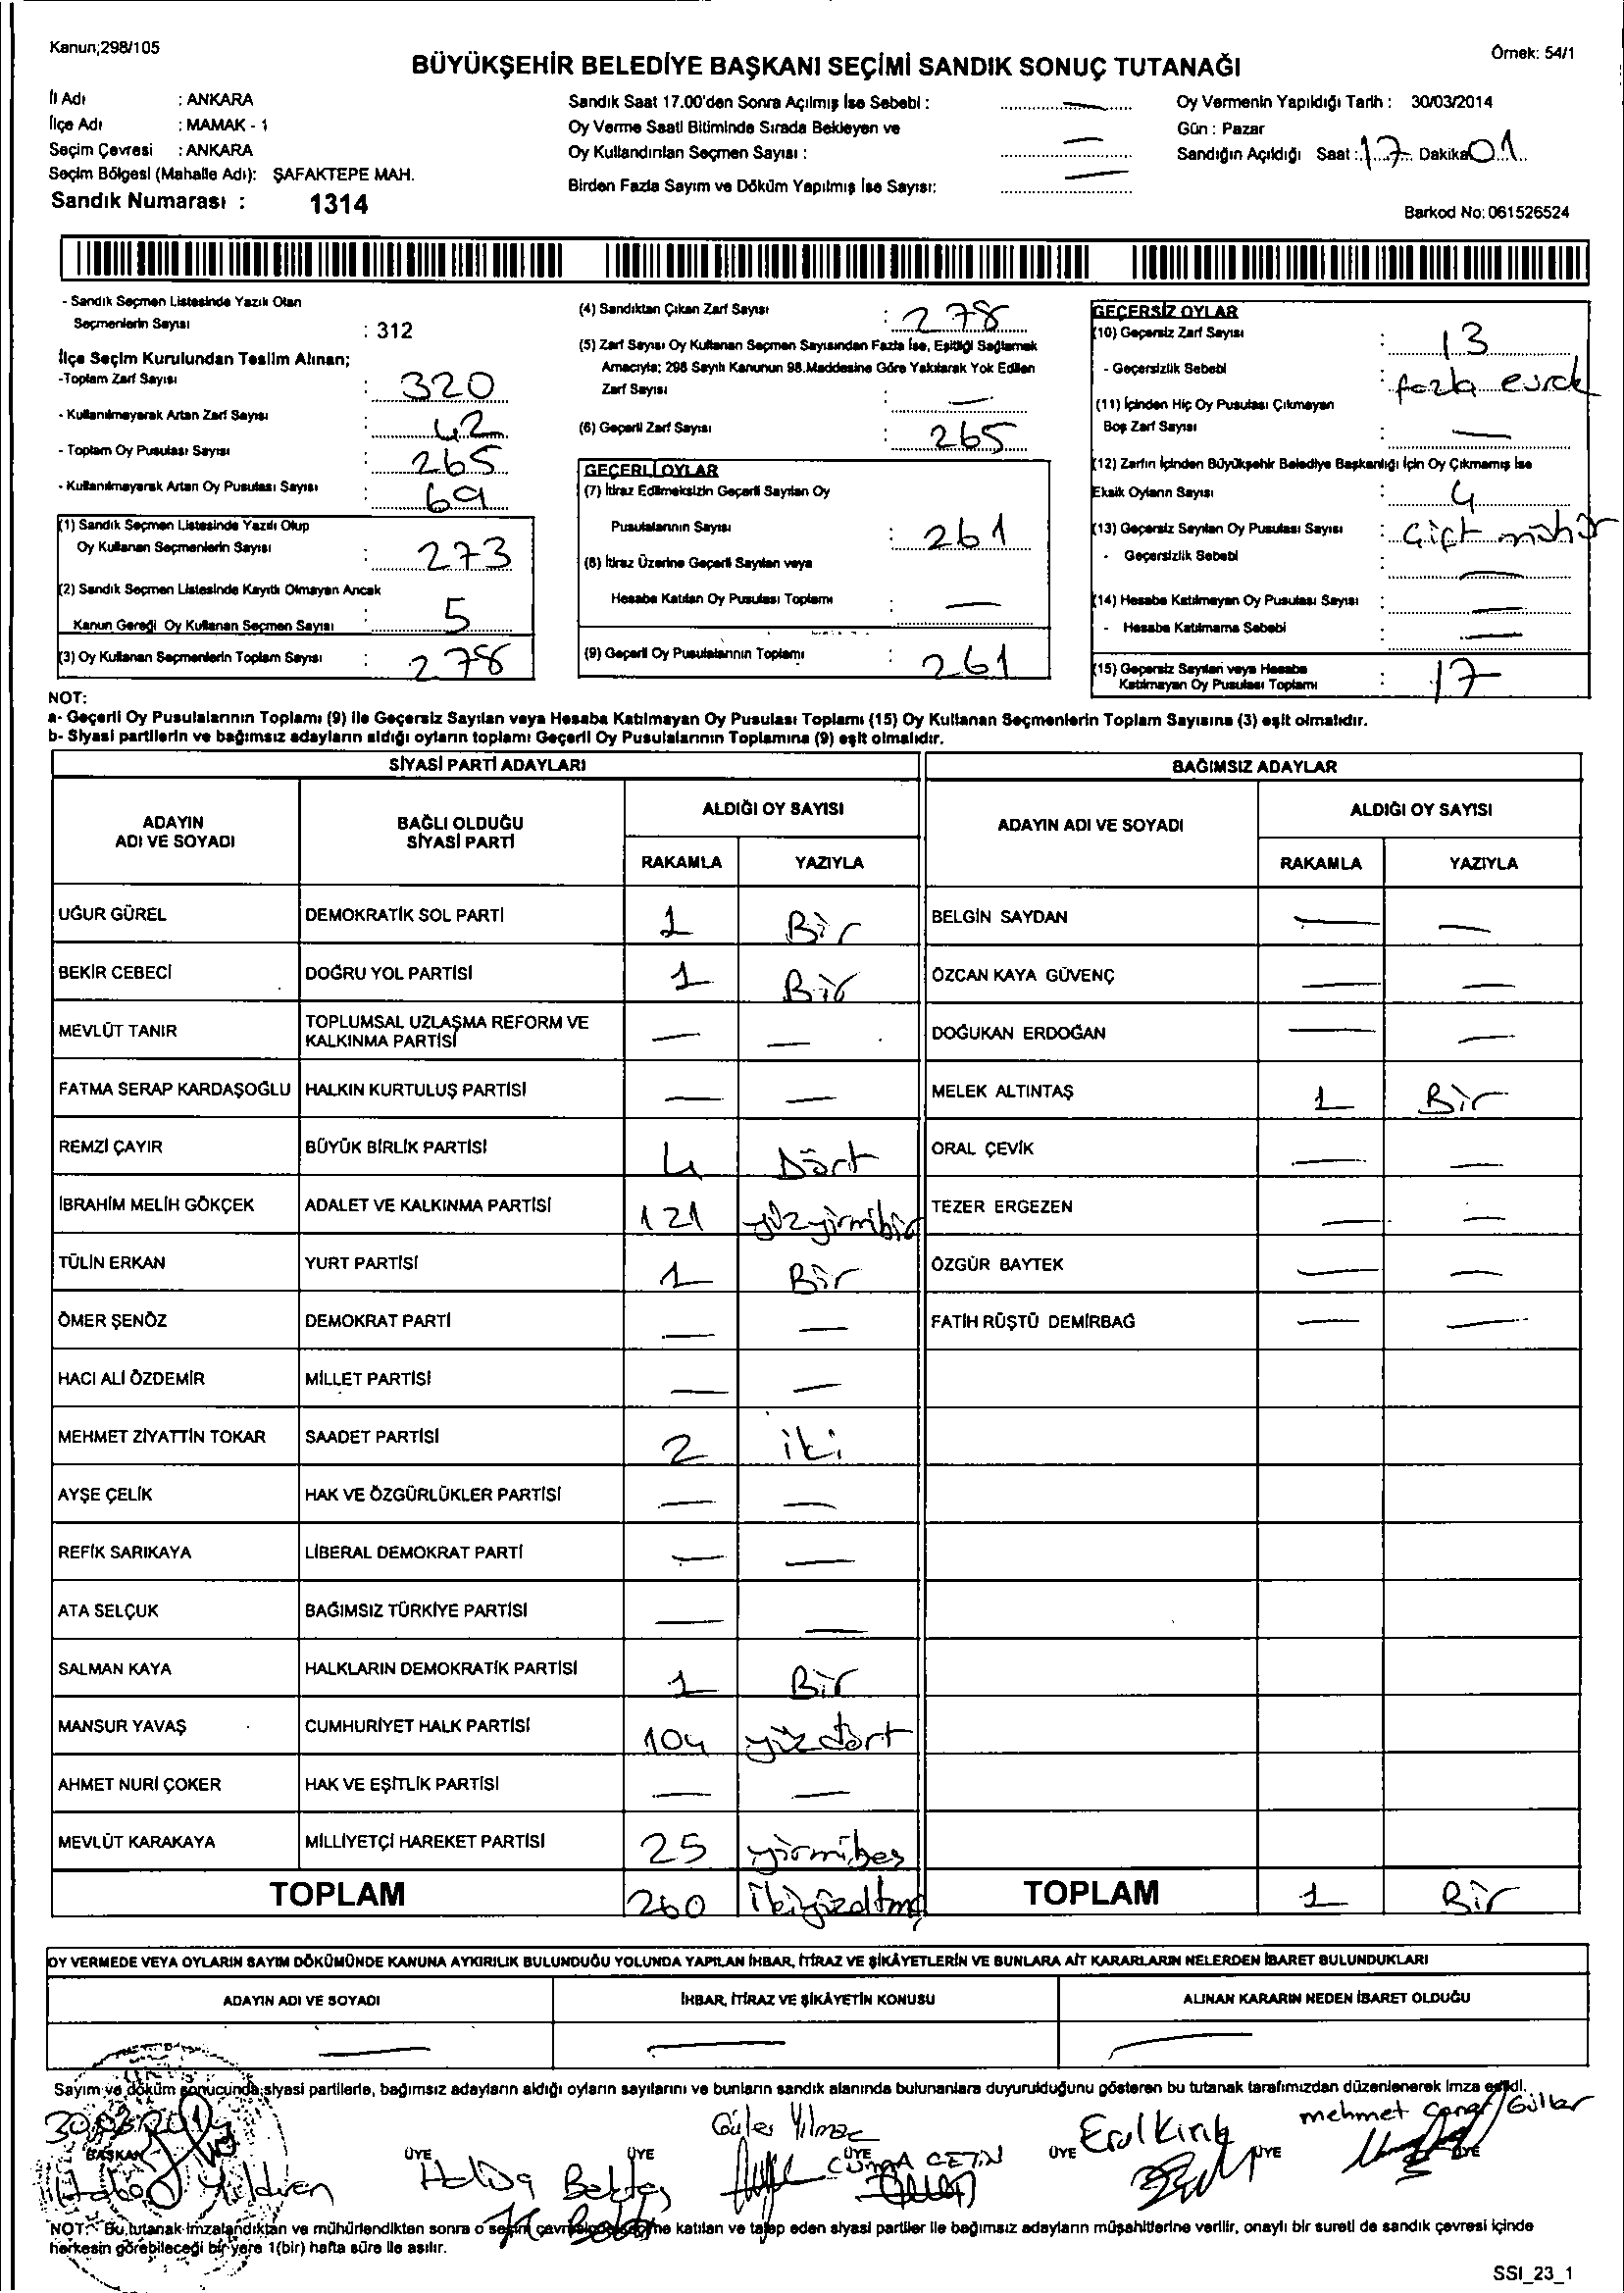 Kanun;298/105
Örnek: 54/1
BÜYÜKŞEHİR BELEDİYE BAŞKANI SEÇİMİ SANDIK SONUÇ TUTANAĞI
İl Adı : ANKARA
İlçe Adı : MAMAK - 1
Seçim Çevresi : ANKARA
Seçim Bölgesi (Mahalle Adı): ŞAFAKTEPE MAH.
Sandık Numarası : 1314
Sandık Saat 17.00'den Sonra Açılmış İse Sebebi : —
Oy Verme Saati Bitiminde Sırada Bekleyen ve
Oy Kullandırılan Seçmen Sayısı : —
Birden Fazla Sayım ve Döküm Yapılmış İse Sayısı: —
Oy Vermenin Yapıldığı Tarih : 30/03/2014
Gün : Pazar
Sandığın Açıldığı Saat : 17 Dakika 01
Barkod No: 061526524
- Sandık Seçmen Listesinde Yazılı Olan
Seçmenlerin Sayısı : 312
İlçe Seçim Kurulundan Teslim Alınan;
-Toplam Zarf Sayısı : 320
- Kullanılmayarak Artan Zarf Sayısı : 42
- Toplam Oy Pusulası Sayısı : 265
- Kullanılmayarak Artan Oy Pusulası Sayısı : 69
(1) Sandık Seçmen Listesinde Yazılı Olup
Oy Kullanan Seçmenlerin Sayısı : 273
(2) Sandık Seçmen Listesinde Kayıtlı Olmayan Ancak
Kanun Gereği Oy Kullanan Seçmen Sayısı : 5
(3) Oy Kullanan Seçmenlerin Toplam Sayısı : 278
(4) Sandıktan Çıkan Zarf Sayısı : 278
(5) Zarf Sayısı Oy Kullanan Seçmen Sayısından Fazla İse, Eşitliği Sağlamak
Amacıyla; 298 Sayılı Kanunun 98.Maddesine Göre Yakılarak Yok Edilen
Zarf Sayısı : —
(6) Geçerli Zarf Sayısı : 265
GEÇERLİ OYLAR
(7) İtiraz Edilmeksizin Geçerli Sayılan Oy
Pusulalarının Sayısı : 261
(8) İtiraz Üzerine Geçerli Sayılan veya
Hesaba Katılan Oy Pusulası Toplamı : —
(9) Geçerli Oy Pusulalarının Toplamı : 261
GEÇERSİZ OYLAR
(10) Geçersiz Zarf Sayısı : 13
- Geçersizlik Sebebi : fazla evrak
(11) İçinden Hiç Oy Pusulası Çıkmayan
Boş Zarf Sayısı : —
(12) Zarfın İçinden Büyükşehir Belediye Başkanlığı İçin Oy Çıkmamış İse
Eksik Oyların Sayısı : 4
(13) Geçersiz Sayılan Oy Pusulası Sayısı : Çift mühür
- Geçersizlik Sebebi : —
(14) Hesaba Katılmayan Oy Pusulası Sayısı : —
- Hesaba Katılmama Sebebi : —
(15) Geçersiz Sayılan veya Hesaba
Katılmayan Oy Pusulası Toplamı : 17
NOT:
a- Geçerli Oy Pusulalarının Toplamı (9) ile Geçersiz Sayılan veya Hesaba Katılmayan Oy Pusulası Toplamı (15) Oy Kullanan Seçmenlerin Toplam Sayısına (3) eşit olmalıdır.
b- Siyasi partilerin ve bağımsız adayların aldığı oyların toplamı Geçerli Oy Pusulalarının Toplamına (9) eşit olmalıdır.
SİYASİ PARTİ ADAYLARI
ADAYIN ADI VE SOYADI BAĞLI OLDUĞU SİYASİ PARTİ ALDIĞI OY SAYISI
RAKAMLA YAZIYLA
UĞUR GÜREL DEMOKRATİK SOL PARTİ 1 Bir
BEKİR CEBECİ DOĞRU YOL PARTİSİ 1 Bir
MEVLÜT TANIR TOPLUMSAL UZLAŞMA REFORM VE KALKINMA PARTİSİ — —
FATMA SERAP KARDAŞOĞLU HALKIN KURTULUŞ PARTİSİ — —
REMZİ ÇAYIR BÜYÜK BİRLİK PARTİSİ 4 Dört
İBRAHİM MELİH GÖKÇEK ADALET VE KALKINMA PARTİSİ 121 yüzyirmibir
TÜLİN ERKAN YURT PARTİSİ 1 Bir
ÖMER ŞENÖZ DEMOKRAT PARTİ — —
HACI ALİ ÖZDEMİR MİLLET PARTİSİ — —
MEHMET ZİYATTİN TOKAR SAADET PARTİSİ 2 iki
AYŞE ÇELİK HAK VE ÖZGÜRLÜKLER PARTİSİ — —
REFİK SARIKAYA LİBERAL DEMOKRAT PARTİ — —
ATA SELÇUK BAĞIMSIZ TÜRKİYE PARTİSİ — —
SALMAN KAYA HALKLARIN DEMOKRATİK PARTİSİ 1 Bir
MANSUR YAVAŞ CUMHURİYET HALK PARTİSİ 104 yüzdört
AHMET NURİ ÇOKER HAK VE EŞİTLİK PARTİSİ — —
MEVLÜT KARAKAYA MİLLİYETÇİ HAREKET PARTİSİ 25 yirmibeş
TOPLAM 260 ikiyüzaltmış
BAĞIMSIZ ADAYLAR
ADAYIN ADI VE SOYADI ALDIĞI OY SAYISI
RAKAMLA YAZIYLA
BELGİN SAYDAN — —
ÖZCAN KAYA GÜVENÇ — —
DOĞUKAN ERDOĞAN — —
MELEK ALTINTAŞ 1 Bir
ORAL ÇEVİK — —
TEZER ERGEZEN — —
ÖZGÜR BAYTEK — —
FATİH RÜŞTÜ DEMİRBAĞ — —
TOPLAM 1 Bir
OY VERMEDE VEYA OYLARIN SAYIM DÖKÜMÜNDE KANUNA AYKIRILIK BULUNDUĞU YOLUNDA YAPILAN İHBAR, İTİRAZ VE ŞİKÂYETLERİN VE BUNLARA AİT KARARLARIN NELERDEN İBARET BULUNDUKLARI
ADAYIN ADI VE SOYADI İHBAR, İTİRAZ VE ŞİKÂYETİN KONUSU ALINAN KARARIN NEDEN İBARET OLDUĞU
— — —
Sayım ve döküm sonucunda siyasi partilerle, bağımsız adayların aldığı oyların sayılarını ve bunların sandık alanında bulunanlara duyurulduğunu gösteren bu tutanak tarafımızdan düzenlenerek imza edildi.
30.03.2014
Güler Yılmaz Erol Kırık mehmet Güller
BAŞKAN ÜYE ÜYE ÜYE ÜYE ÜYE ÜYE
Yıldıren Hatice Bektaş CUMA ÇETİN
NOT: Bu tutanak imzalandıktan ve mühürlendikten sonra o seçim çevresinde seçime katılan ve talep eden siyasi partiler ile bağımsız adayların müşahitlerine verilir, onaylı bir sureti de sandık çevresi içinde
herkesin görebileceği bir yere 1(bir) hafta süre ile asılır.
SSI_23_1